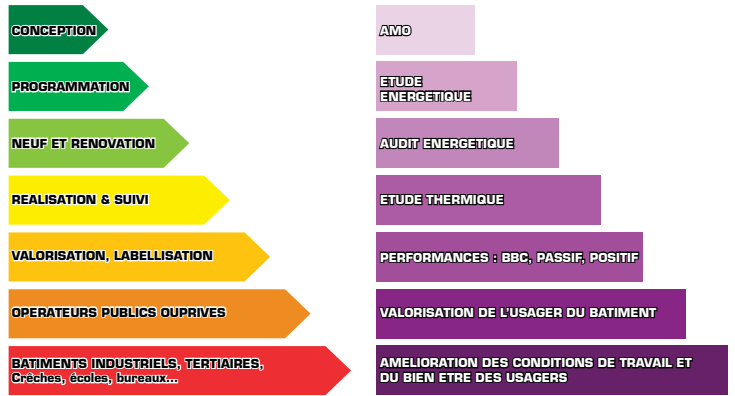 CONCEPTION
PROGRAMMATION
NEUF ET RENOVATION
REALISATION & SUIVI
VALORISATION, LABELLISATION
OPERATEURS PUBLICS OUPRIVES
BATIMENTS INDUSTRIELS, TERTIAIRES,
Crêches, écoles, bureaux...
AMO
ETUDE
ENERGETIQUE
AUDIT ENERGETIQUE
ETUDE THERMIQUE
PERFORMANCES : BBC, PASSIF, POSITIF
VALORISATION DE L'USAGER DU BATIMENT
AMELIORATION DES CONDITIONS DE TRAVAIL ET
DU BIEN ETRE DES USAGERS